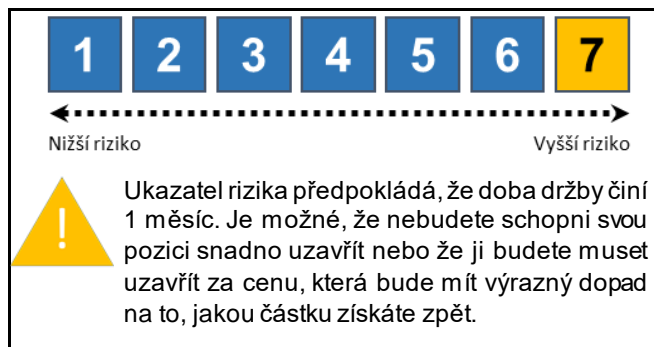 1 2 3 4 5 6 7
Nižší riziko Vyšší riziko
!
Ukazatel rizika předpokládá, že doba držby činí
1 měsíc. Je možné, že nebudete schopni svou
pozici snadno uzavřít nebo že ji budete muset
uzavřít za cenu, která bude mít výrazný dopad
na to, jakou částku získáte zpět.